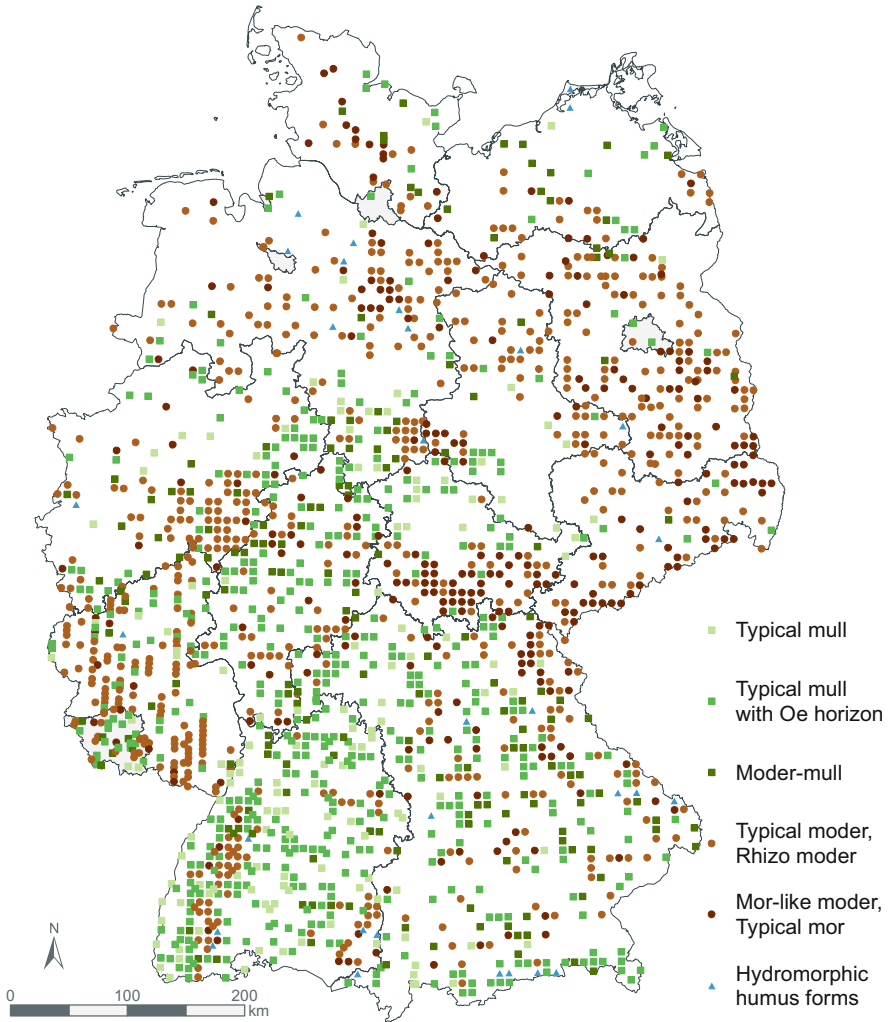 Typical mull
Typical mull
with Oe horizon
Moder-mull
Typical moder,
Rhizo moder
Mor-like moder,
Typical mor
Hydromorphic
humus forms
N
0 100 200
km